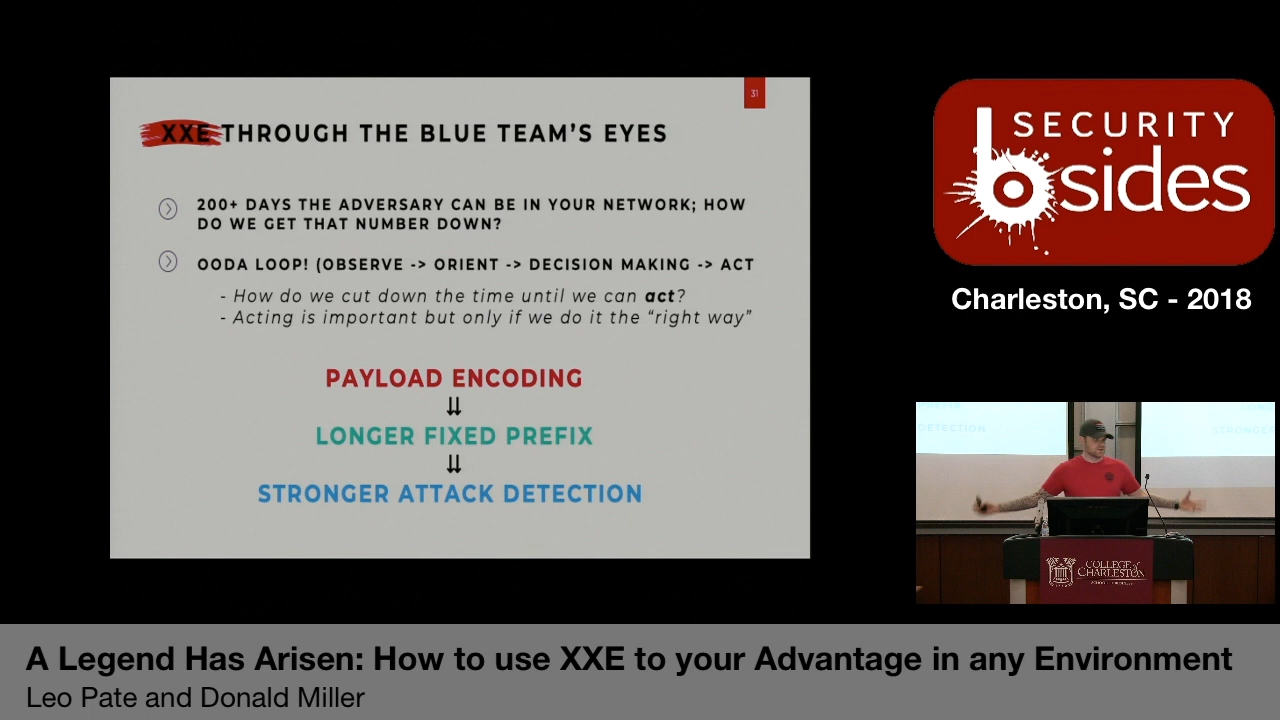 31
XXE THROUGH THE BLUE TEAM'S EYES
200+ DAYS THE ADVERSARY CAN BE IN YOUR NETWORK; HOW
DO WE GET THAT NUMBER DOWN?
OODA LOOP! (OBSERVE -> ORIENT -> DECISION MAKING -> ACT
- How do we cut down the time until we can act?
- Acting is important but only if we do it the “right way”
PAYLOAD ENCODING
LONGER FIXED PREFIX
STRONGER ATTACK DETECTION
SECURITY
bsides
Charleston, SC - 2018
DETECTION
STRONGER
COLLEGE of
CHARLESTON
A Legend Has Arisen: How to use XXE to your Advantage in any Environment
Leo Pate and Donald Miller